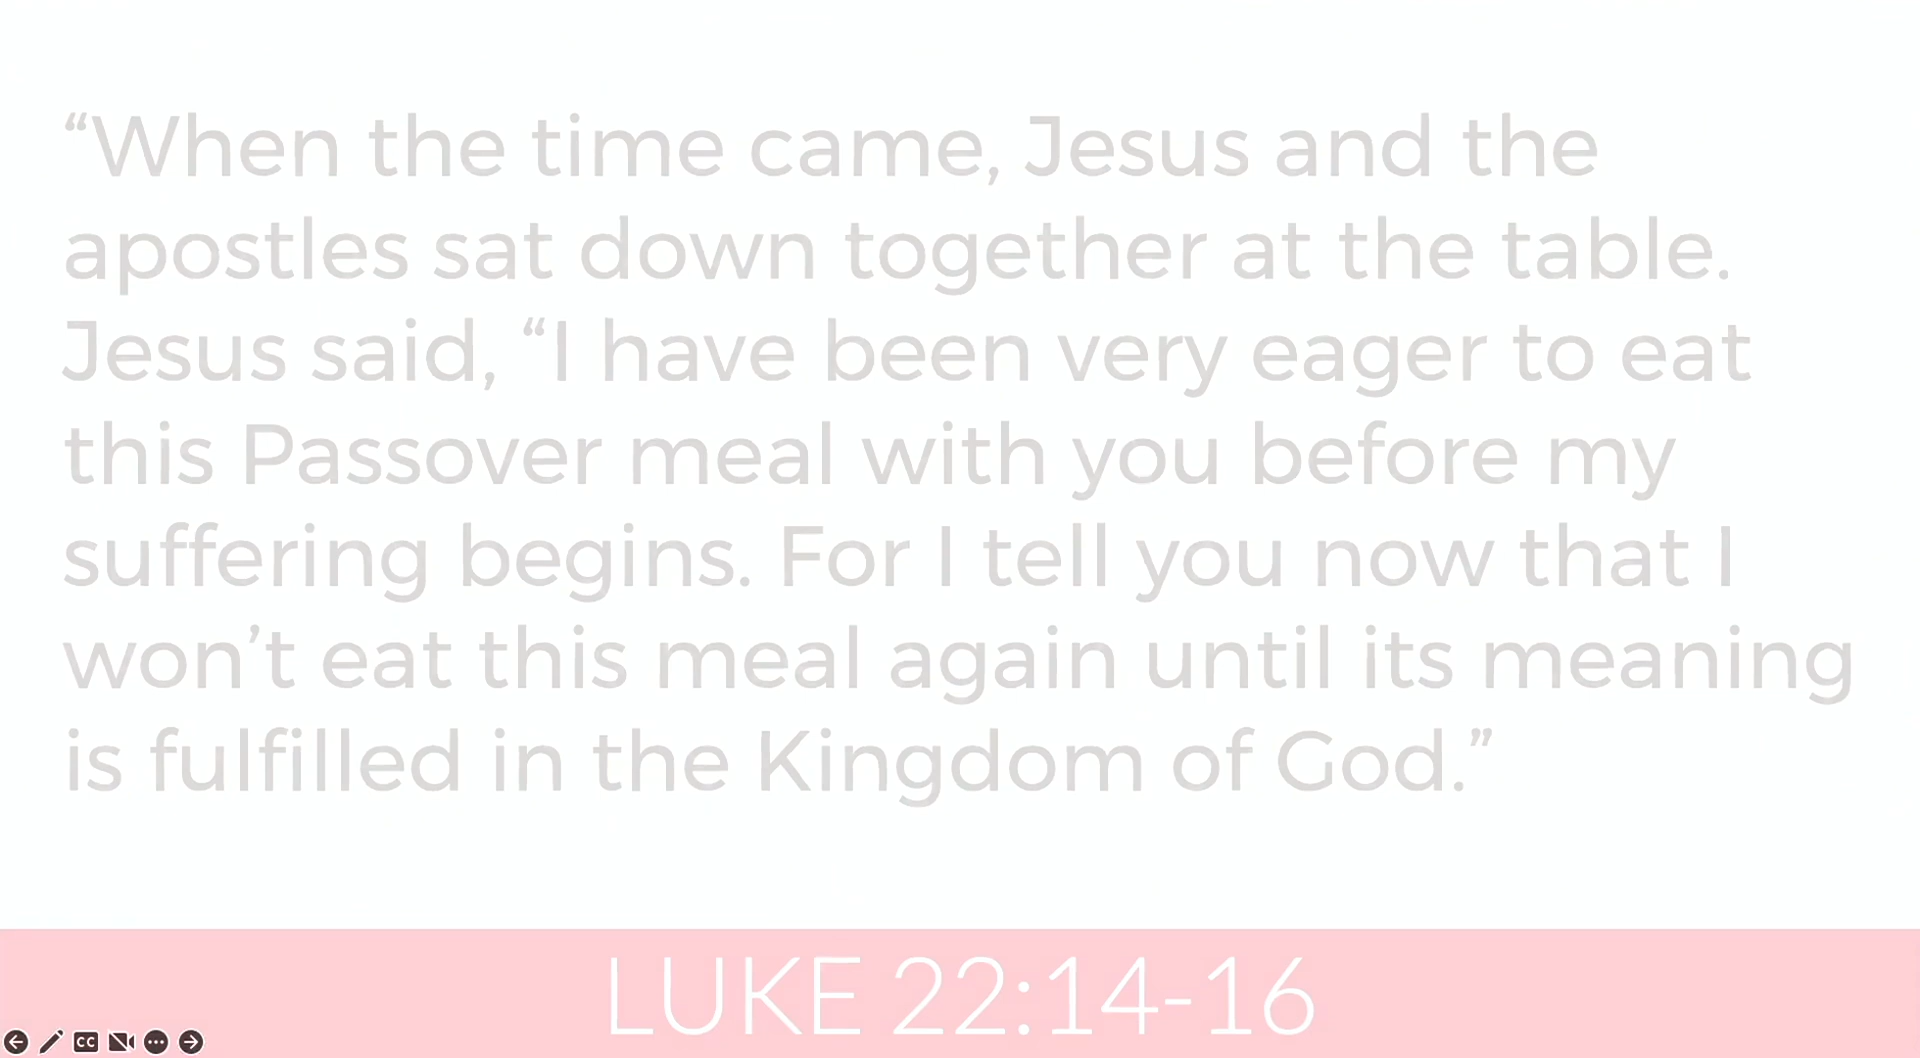 “When the time came, Jesus and the
apostles sat down together at the table.
Jesus said, “I have been very eager to eat
this Passover meal with you before my
suffering begins. For I tell you now that I
won’t eat this meal again until its meaning
is fulfilled in the Kingdom of God.”
LUKE 22:14-16
CC